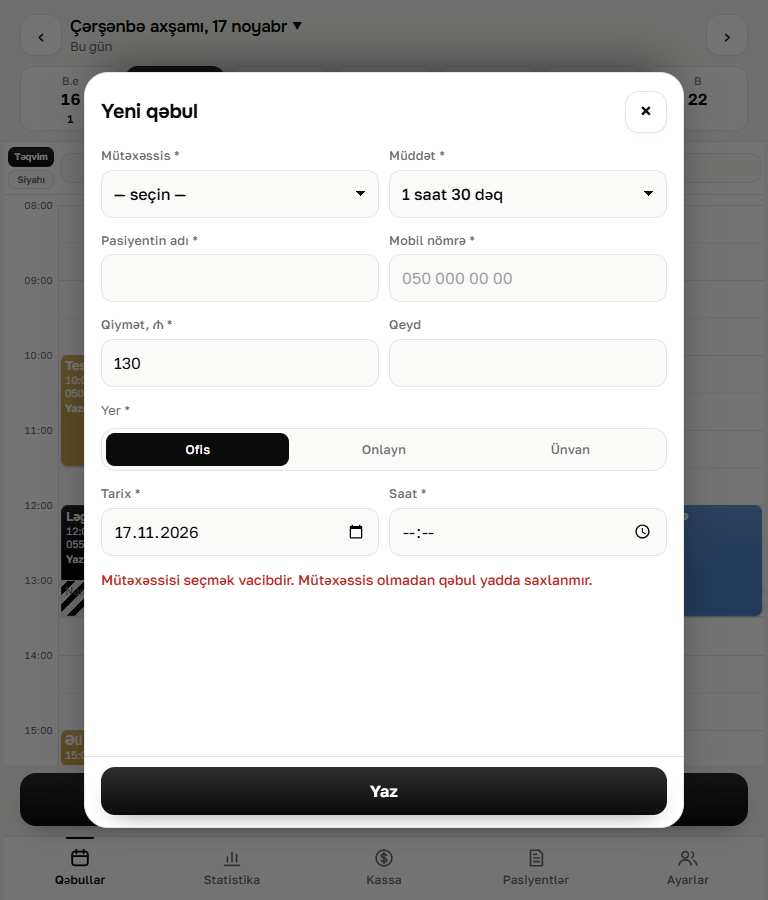 Çərşənbə axşamı, 17 noyabr ▼
Bu gün
B.e
16
1
B
22
Təqvim
Siyahı
Yeni qəbul
×
Mütəxəssis *
Müddət *
— seçin —
1 saat 30 dəq
Pasiyentin adı *
Mobil nömrə *
050 000 00 00
Qiymət, ₼ *
Qeyd
130
Yer *
Ofis
Onlayn
Ünvan
Tarix *
Saat *
17.11.2026
--:--
Mütəxəssisi seçmək vacibdir. Mütəxəssis olmadan qəbul yadda saxlanmır.
Yaz
08:00
09:00
10:00
11:00
12:00
13:00
14:00
15:00
Qəbullar
Statistika
Kassa
Pasiyentlər
Ayarlar